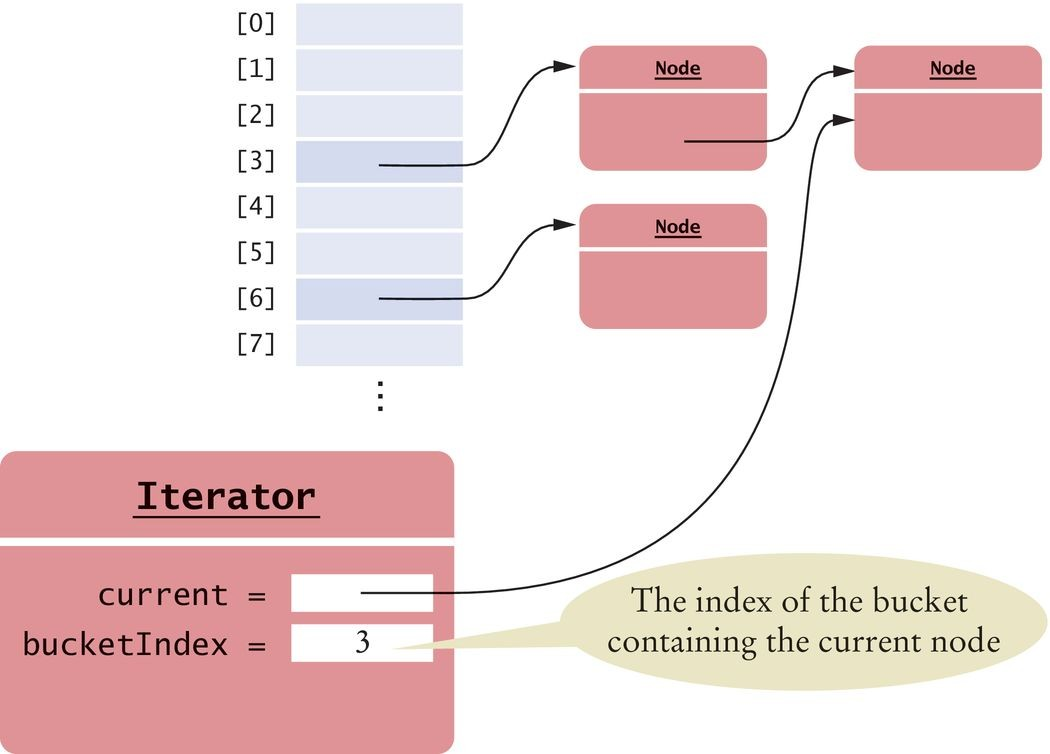 [0]
[1]
[2]
[3]
[4]
[5]
[6]
[7]
Node
Node
Node
Iterator
current =
bucketIndex = 3
The index of the bucket
containing the current node